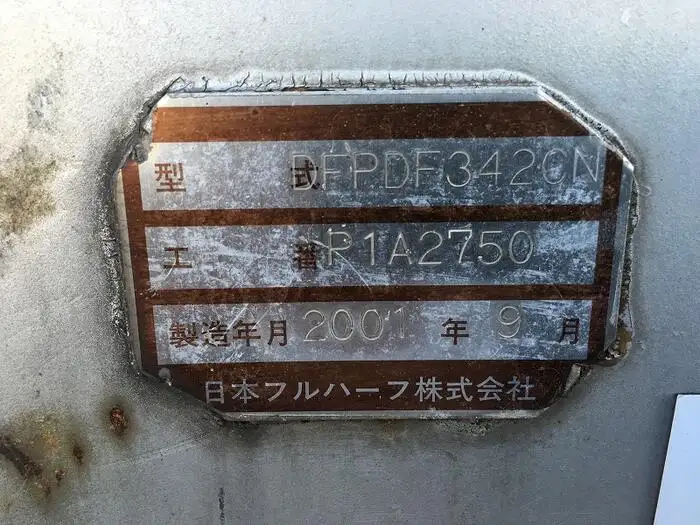 型 式 DFPDF342CN
工 番 P1A2750
製造年月 2001 年 9 月
日本フルハーフ株式会社